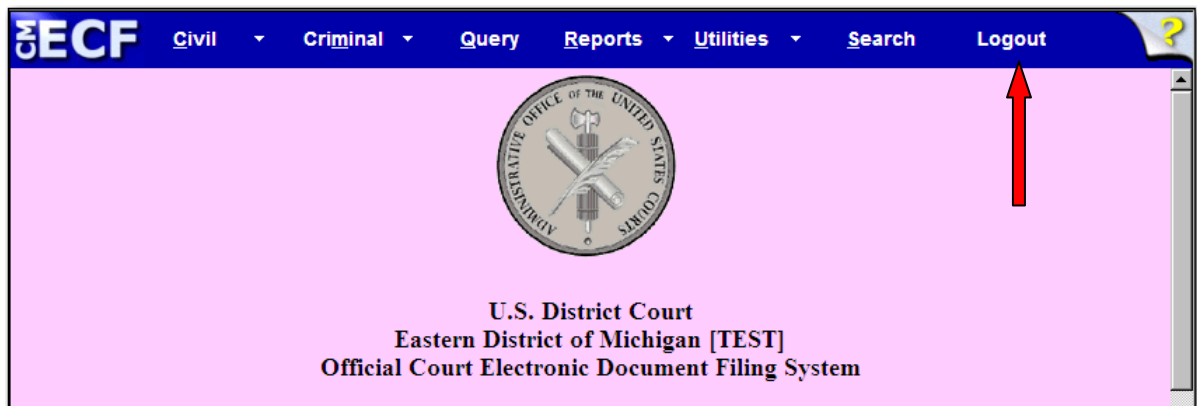 CM ECF Civil Criminal Query Reports Utilities Search Logout ?
ADMINISTRATIVE OFFICE OF THE UNITED STATES COURTS
U.S. District Court
Eastern District of Michigan [TEST]
Official Court Electronic Document Filing System